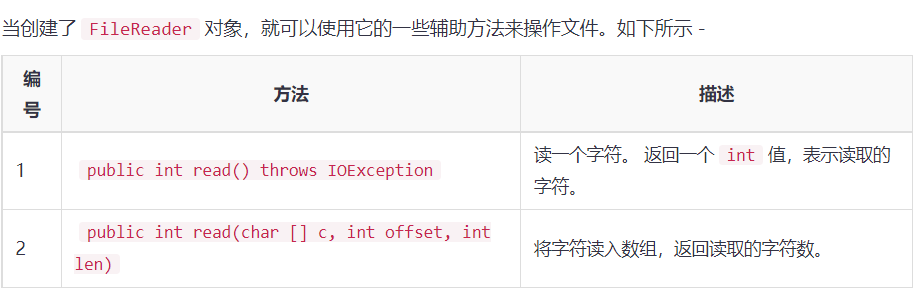 当创建了 FileReader 对象，就可以使用它的一些辅助方法来操作文件。如下所示 -
编
号
方法
描述
1
public int read() throws IOException
读一个字符。 返回一个 int 值，表示读取的
字符。
2
public int read(char [] c, int offset, int
len)
将字符读入数组，返回读取的字符数。